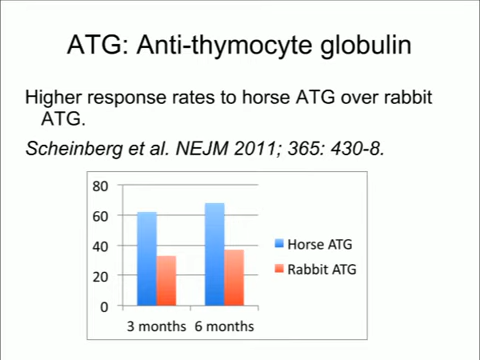 ATG: Anti-thymocyte globulin
Higher response rates to horse ATG over rabbit
ATG.
Scheinberg et al. NEJM 2011; 365: 430-8.
80
60
40
20
0
3 months 6 months
Horse ATG
Rabbit ATG